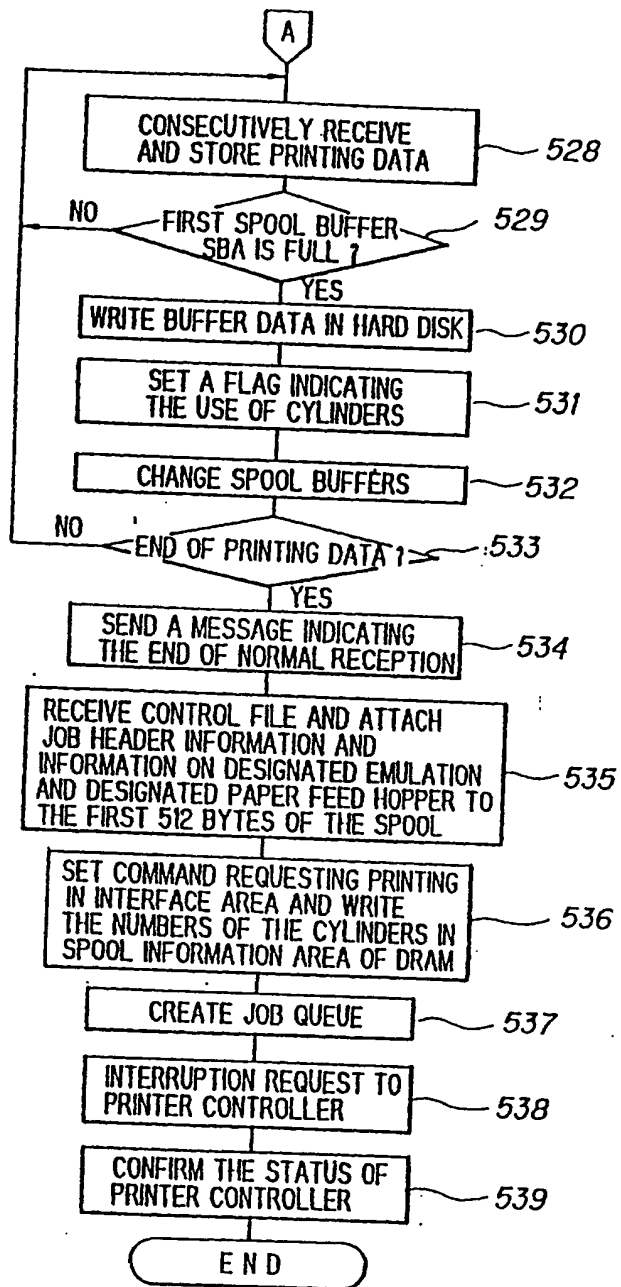 A
CONSECUTIVELY RECEIVE
AND STORE PRINTING DATA
528
NO
FIRST SPOOL BUFFER
SBA IS FULL ?
529
YES
WRITE BUFFER DATA IN HARD DISK
530
SET A FLAG INDICATING
THE USE OF CYLINDERS
531
CHANGE SPOOL BUFFERS
532
NO
END OF PRINTING DATA ?
533
YES
SEND A MESSAGE INDICATING
THE END OF NORMAL RECEPTION
534
RECEIVE CONTROL FILE AND ATTACH
JOB HEADER INFORMATION AND
INFORMATION ON DESIGNATED EMULATION
AND DESIGNATED PAPER FEED HOPPER TO
THE FIRST 512 BYTES OF THE SPOOL
535
SET COMMAND REQUESTING PRINTING
IN INTERFACE AREA AND WRITE
THE NUMBERS OF THE CYLINDERS IN
SPOOL INFORMATION AREA OF DRAM
536
CREATE JOB QUEUE
537
INTERRUPTION REQUEST TO
PRINTER CONTROLLER
538
CONFIRM THE STATUS OF
PRINTER CONTROLLER
539
END